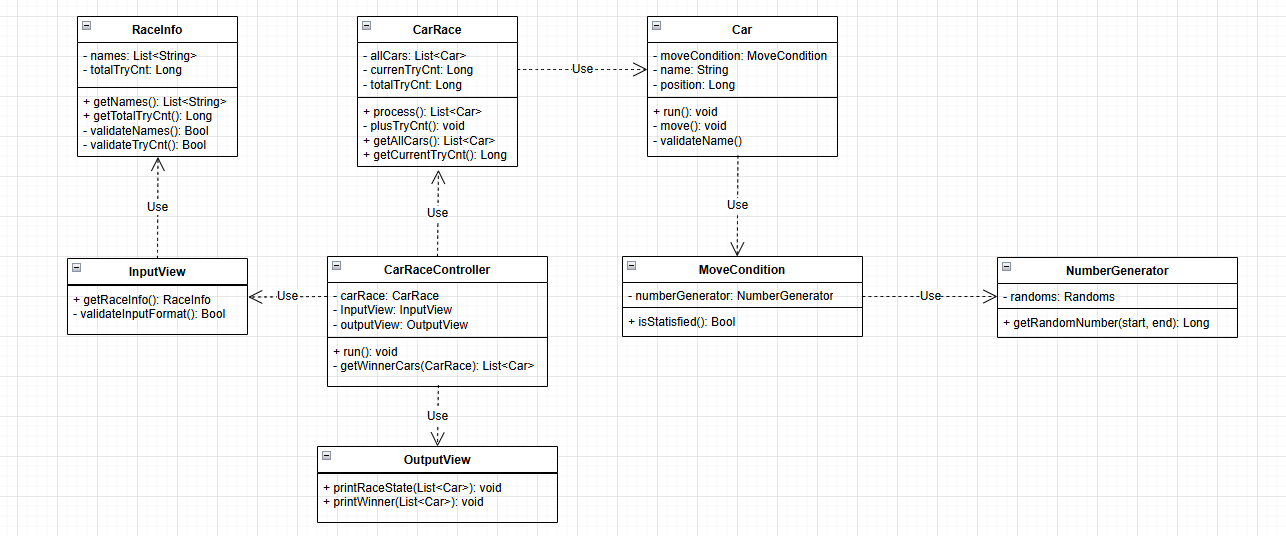 RaceInfo
- names: List<String>
- totalTryCnt: Long
+ getNames(): List<String>
+ getTotalTryCnt(): Long
- validateNames(): Bool
- validateTryCnt(): Bool
CarRace
- allCars: List<Car>
- currenTryCnt: Long
- totalTryCnt: Long
+ process(): List<Car>
- plusTryCnt(): void
+ getAllCars(): List<Car>
+ getCurrentTryCnt(): Long
Use
Car
- moveCondition: MoveCondition
- name: String
- position: Long
+ run(): void
- move(): void
- validateName()
Use
Use
Use
InputView
+ getRaceInfo(): RaceInfo
- validateInputFormat(): Bool
Use
CarRaceController
- carRace: CarRace
- InputView: InputView
- outputView: OutputView
+ run(): void
- getWinnerCars(CarRace): List<Car>
MoveCondition
- numberGenerator: NumberGenerator
+ isStatisfied(): Bool
Use
NumberGenerator
- randoms: Randoms
+ getRandomNumber(start, end): Long
Use
OutputView
+ printRaceState(List<Car>): void
+ printWinner(List<Car>): void